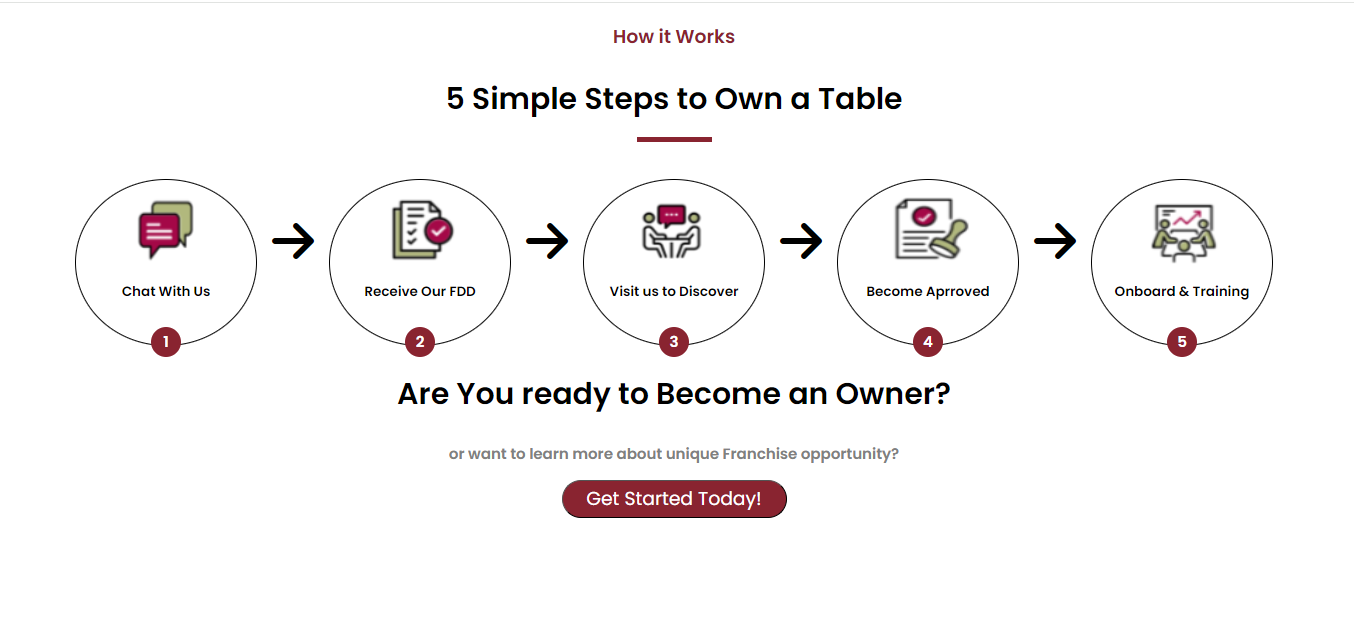 How it Works
5 Simple Steps to Own a Table
Chat With Us
Receive Our FDD
Visit us to Discover
Become Aprroved
Onboard & Training
1
2
3
4
5
Are You ready to Become an Owner?
or want to learn more about unique Franchise opportunity?
Get Started Today!